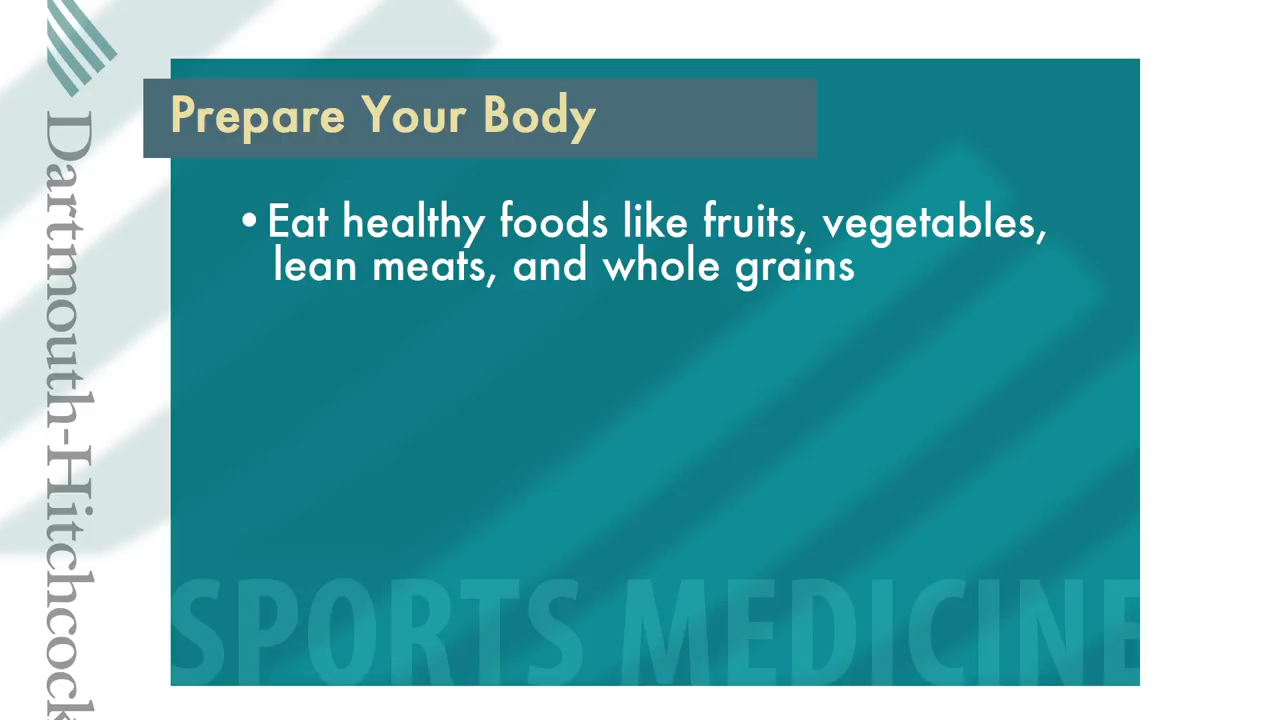 Dartmouth-Hitchcock
Prepare Your Body
•Eat healthy foods like fruits, vegetables,
lean meats, and whole grains
SPORTS MEDICINE